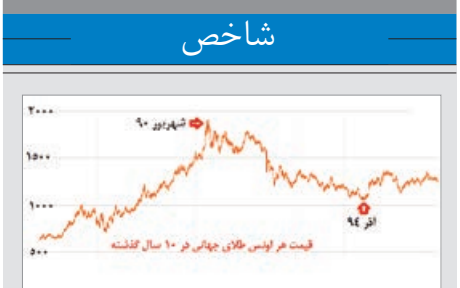 شاخص
۲۰۰۰
شهریور ۹۰
۱۵۰۰
۱۰۰۰
آذر ۹۴
قیمت هر اونس طلای جهانی در ۱۰ سال گذشته
۵۰۰